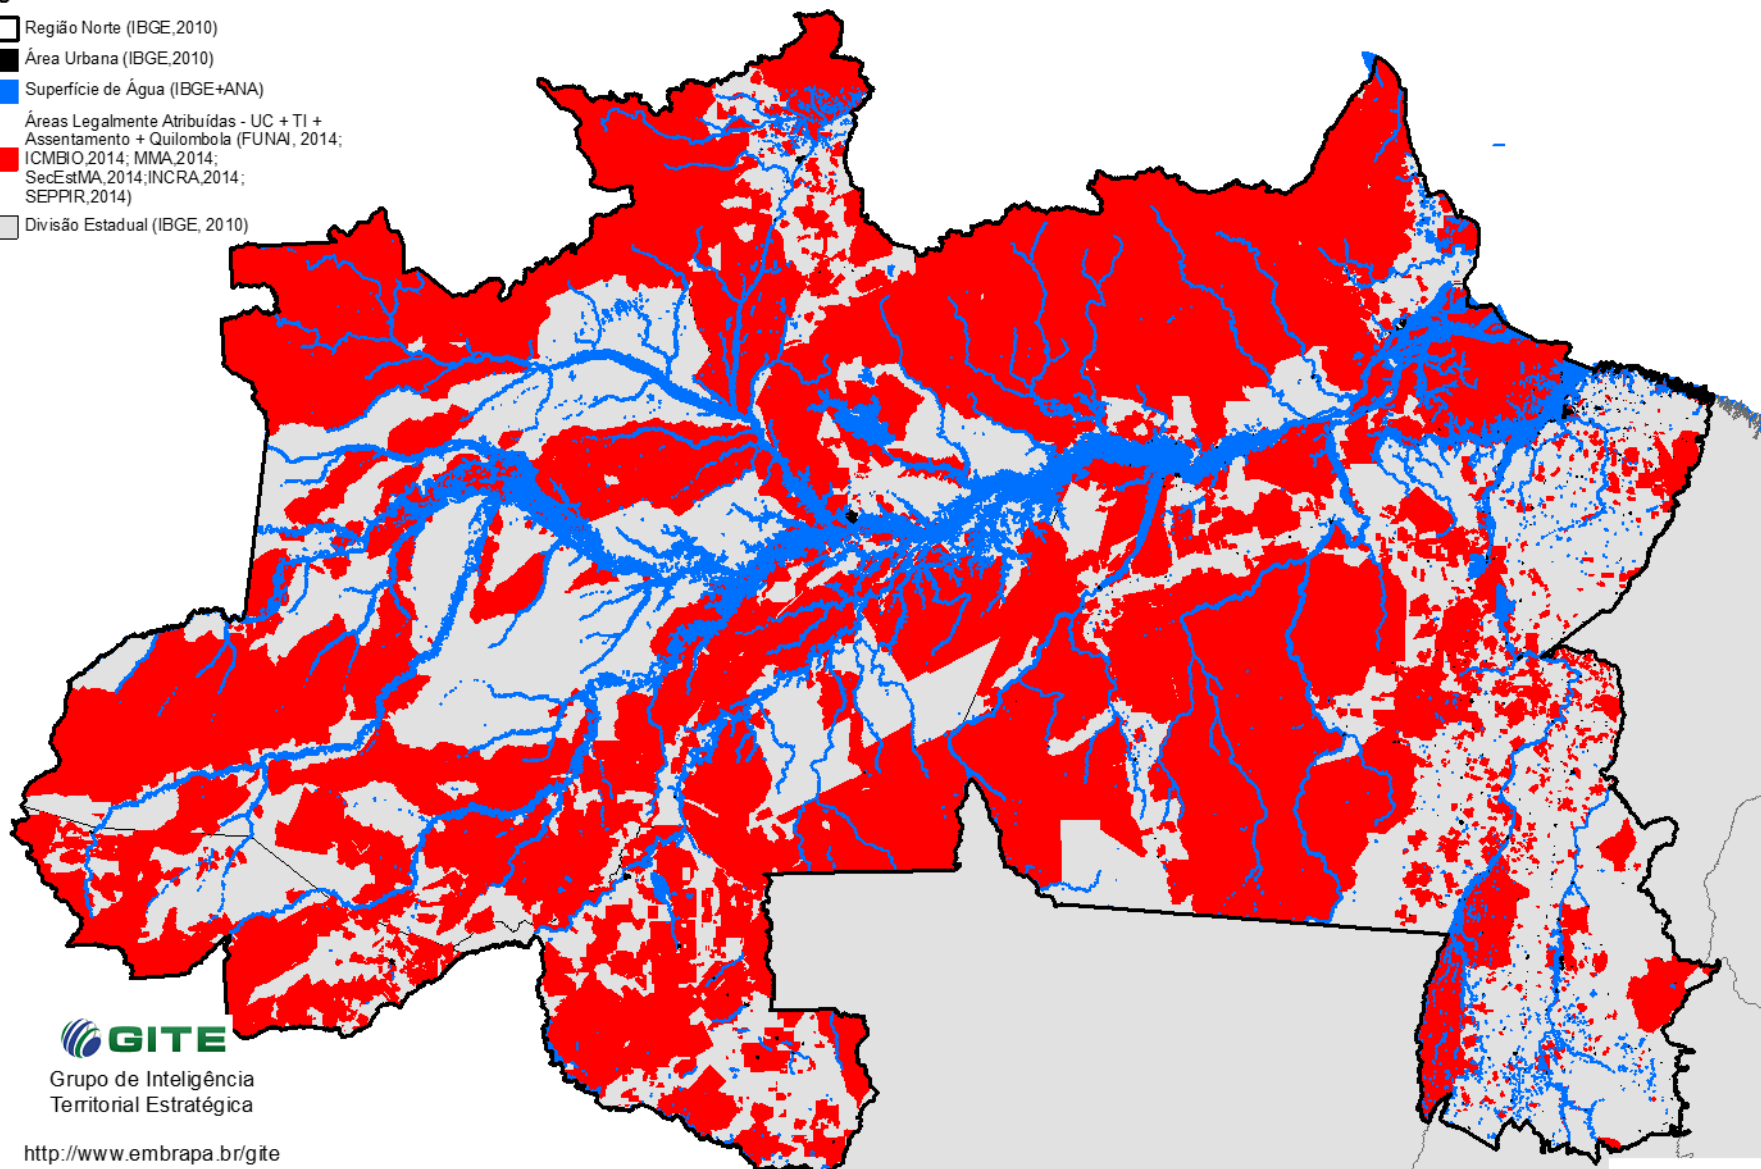 Região Norte (IBGE,2010)
Área Urbana (IBGE,2010)
Superfície de Água (IBGE+ANA)
Áreas Legalmente Atribuídas - UC + TI +
Assentamento + Quilombola (FUNAI, 2014;
ICMBIO,2014; MMA,2014;
SecEstMA,2014;INCRA,2014;
SEPPIR,2014)
Divisão Estadual (IBGE, 2010)
GITE
Grupo de Inteligência
Territorial Estratégica
http://www.embrapa.br/gite